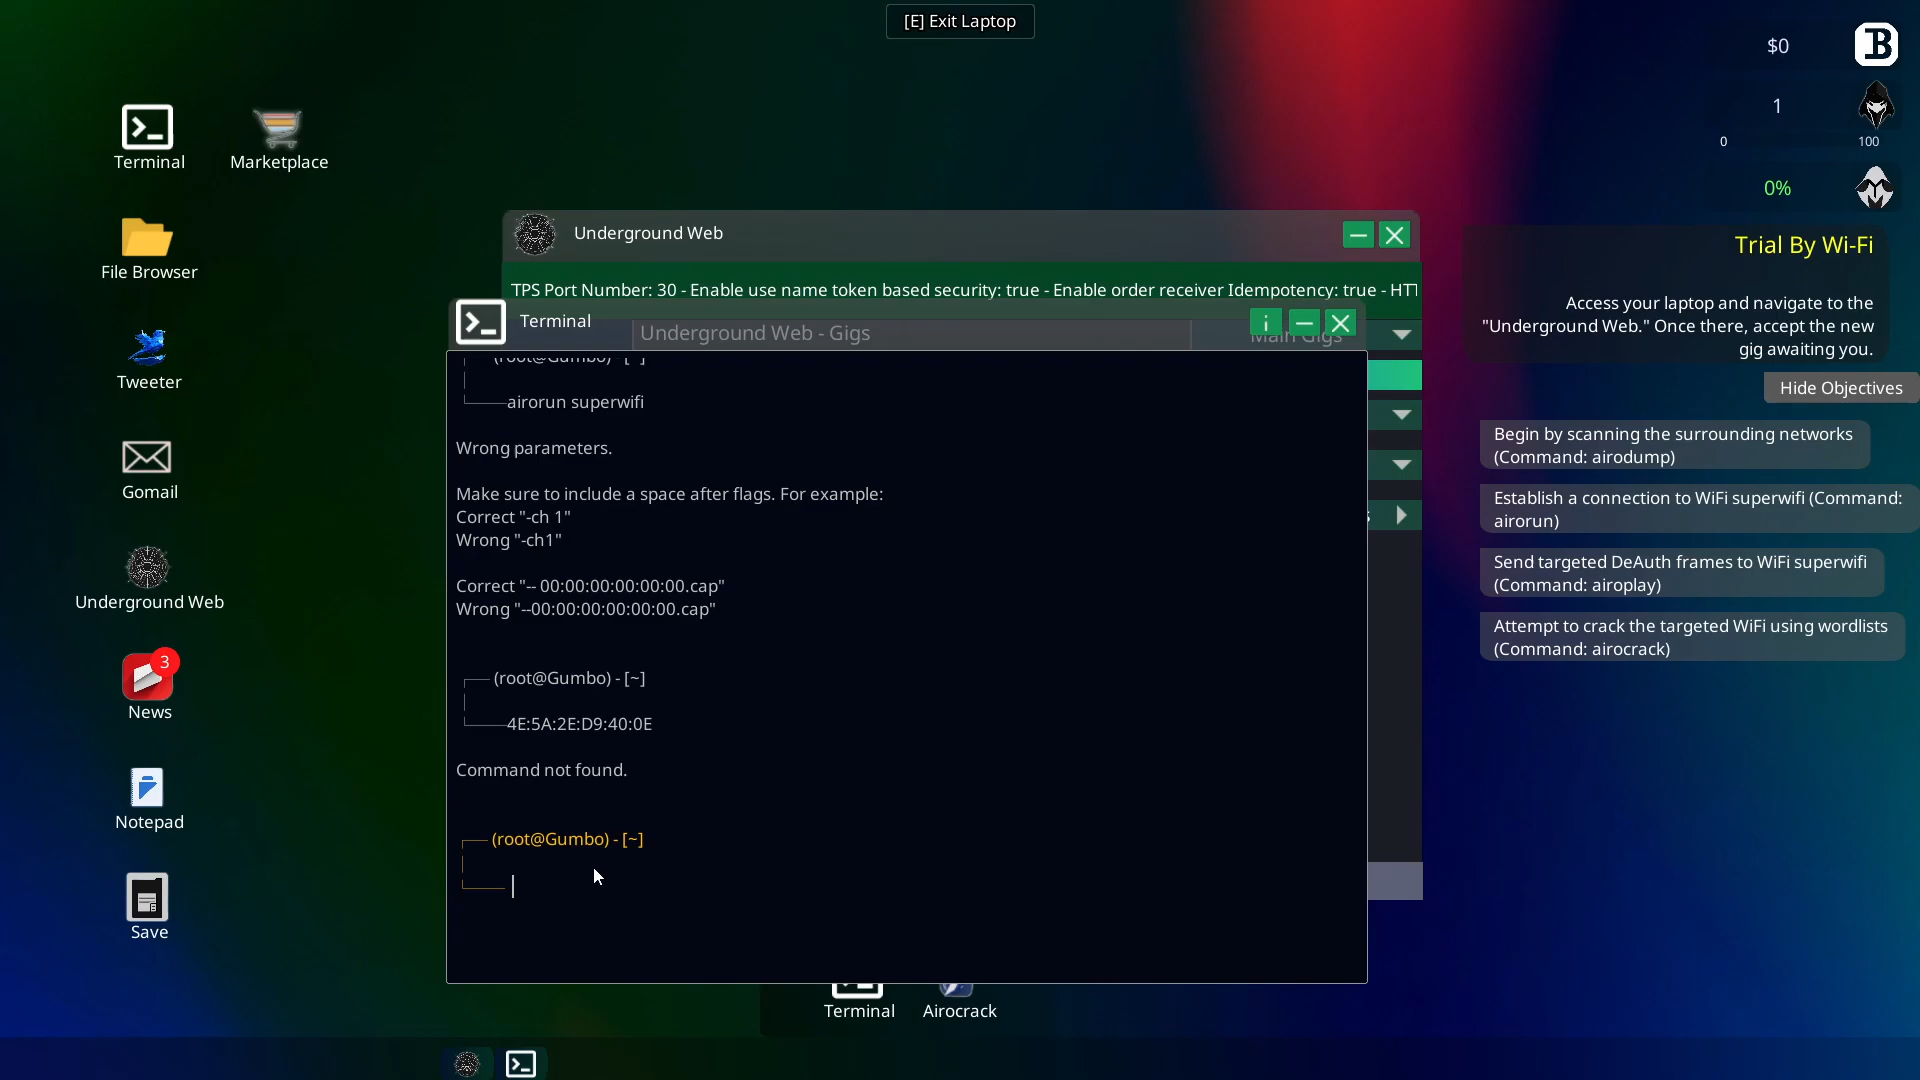 [E] Exit Laptop
$0
1
0
100
0%
Trial By Wi-Fi
Access your laptop and navigate to the
"Underground Web." Once there, accept the new
gig awaiting you.
Hide Objectives
Begin by scanning the surrounding networks
(Command: airodump)
Establish a connection to WiFi superwifi (Command:
airorun)
Send targeted DeAuth frames to WiFi superwifi
(Command: airoplay)
Attempt to crack the targeted WiFi using wordlists
(Command: airocrack)
Terminal
Marketplace
File Browser
Tweeter
Gomail
Underground Web
3
News
Notepad
Save
Underground Web
TPS Port Number: 30 - Enable use name token based security: true - Enable order receiver Idempotency: true - HTT
Underground Web - Gigs
Main Gigs
Terminal
i
(root@Gumbo) - [~]
airorun superwifi
Wrong parameters.
Make sure to include a space after flags. For example:
Correct "-ch 1"
Wrong "-ch1"
Correct "-- 00:00:00:00:00:00.cap"
Wrong "--00:00:00:00:00:00.cap"
(root@Gumbo) - [~]
4E:5A:2E:D9:40:0E
Command not found.
(root@Gumbo) - [~]
Terminal
Airocrack